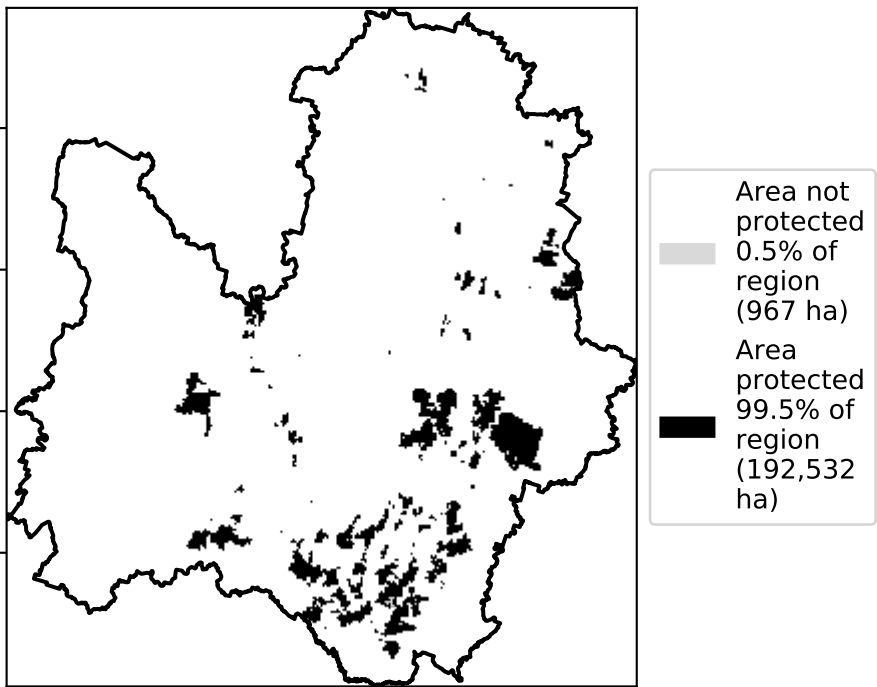 Area not
protected
0.5% of
region
(967 ha)
Area
protected
99.5% of
region
(192,532
ha)